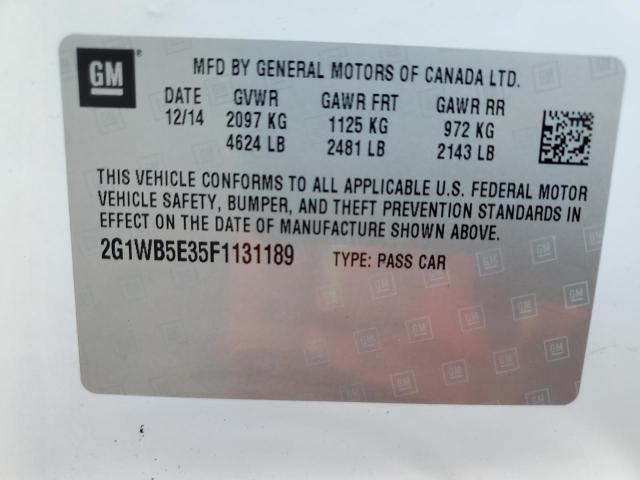 GM ®
MFD BY GENERAL MOTORS OF CANADA LTD.
DATE GVWR GAWR FRT GAWR RR
12/14 2097 KG 1125 KG 972 KG
4624 LB 2481 LB 2143 LB
THIS VEHICLE CONFORMS TO ALL APPLICABLE U.S. FEDERAL MOTOR
VEHICLE SAFETY, BUMPER, AND THEFT PREVENTION STANDARDS IN
EFFECT ON THE DATE OF MANUFACTURE SHOWN ABOVE.
2G1WB5E35F1131189 TYPE: PASS CAR